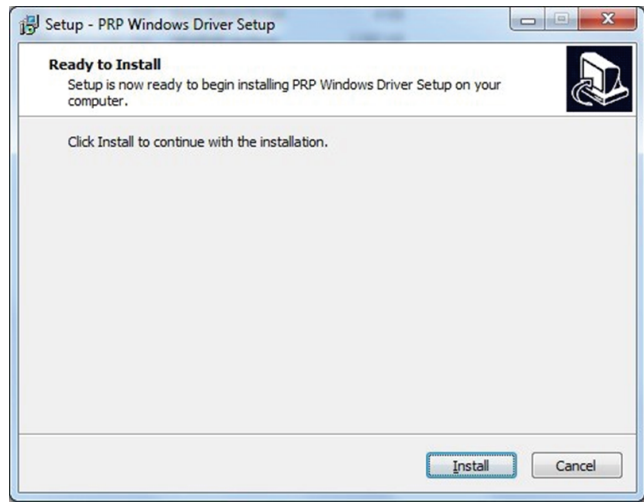 Setup - PRP Windows Driver Setup
Ready to Install
Setup is now ready to begin installing PRP Windows Driver Setup on your
computer.
Click Install to continue with the installation.
Install
Cancel